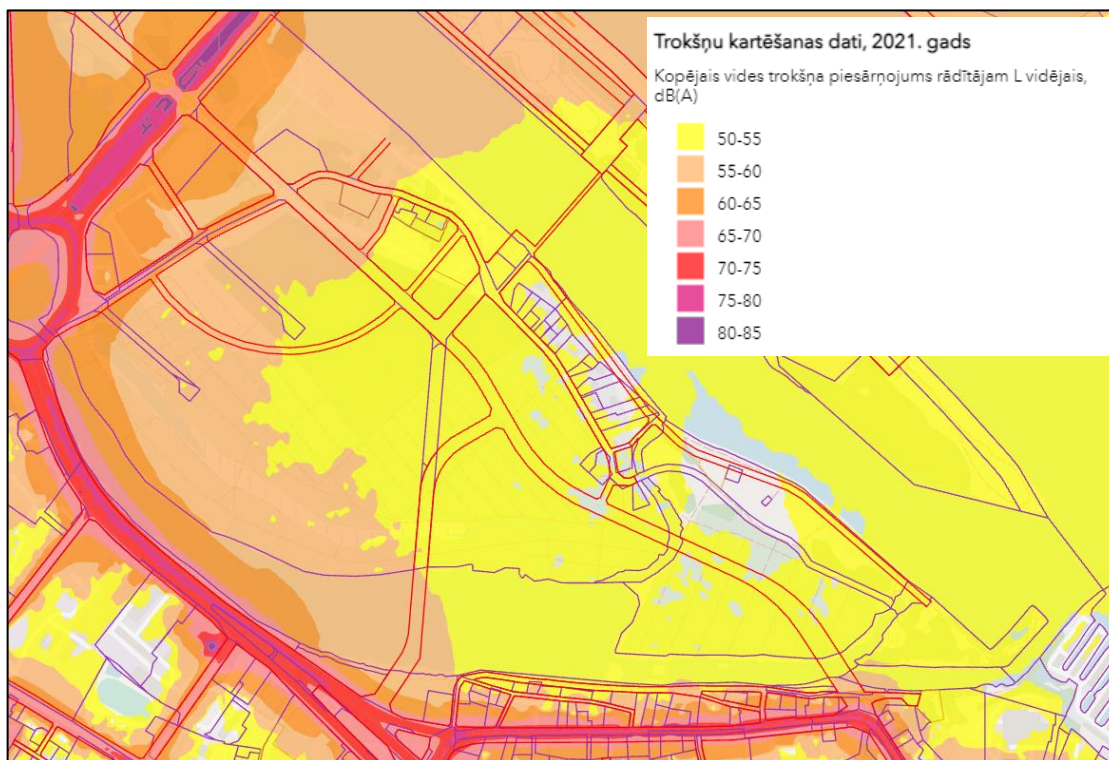 Trokšņu kartēšanas dati, 2021. gads
Kopējais vides trokšņa piesārņojums rādītājam L vidējais,
dB(A)
50-55
55-60
60-65
65-70
70-75
75-80
80-85